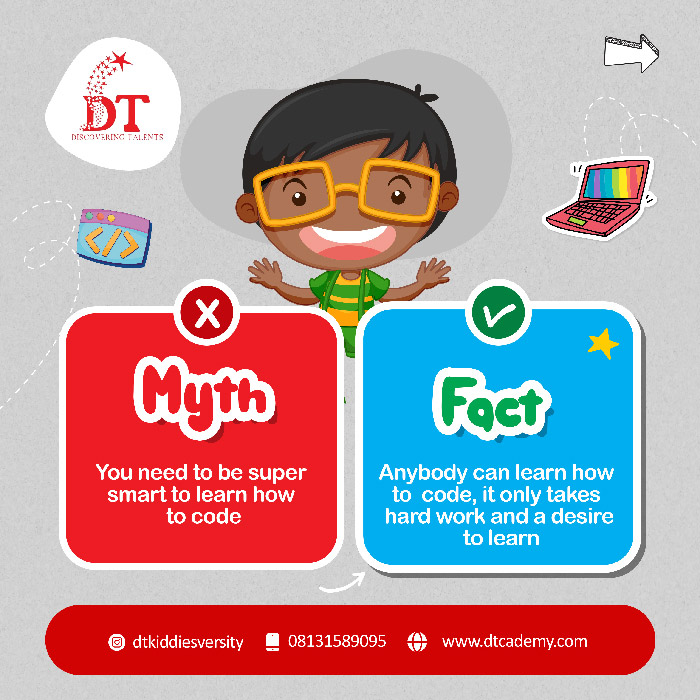 DT
DISCOVERING TALENTS
</>
X
Myth
You need to be super
smart to learn how
to code
Fact
Anybody can learn how
to code, it only takes
hard work and a desire
to learn
dtkiddiesversity
08131589095
www.dtcademy.com